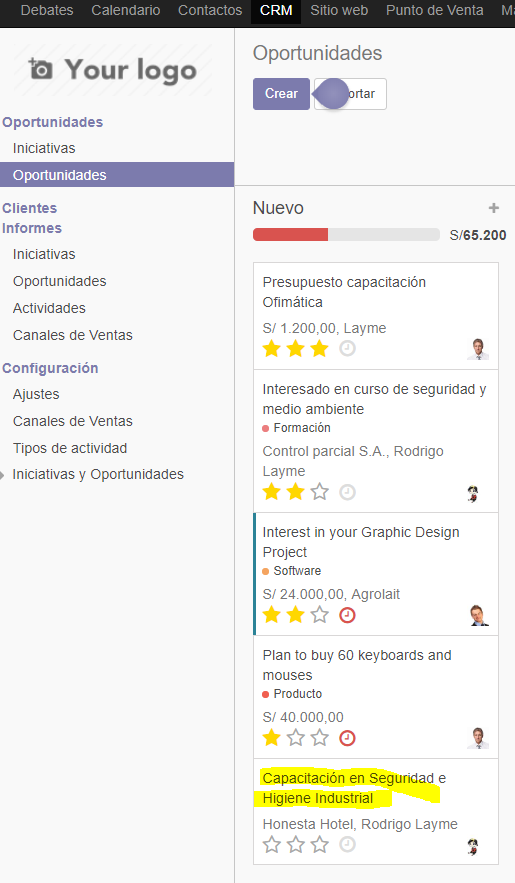 Debates Calendario Contactos CRM Sitio web Punto de Venta
Your logo
Oportunidades
Iniciativas
Oportunidades
Clientes
Informes
Iniciativas
Oportunidades
Actividades
Canales de Ventas
Configuración
Ajustes
Canales de Ventas
Tipos de actividad
Iniciativas y Oportunidades
Oportunidades
Crear
ortar
Nuevo +
S/65.200
Presupuesto capacitación
Ofimática
S/ 1.200,00, Layme
Interesado en curso de seguridad y
medio ambiente
Formación
Control parcial S.A., Rodrigo
Layme
Interest in your Graphic Design
Project
Software
S/ 24.000,00, Agrolait
Plan to buy 60 keyboards and
mouses
Producto
S/ 40.000,00
Capacitación en Seguridad e
Higiene Industrial
Honesta Hotel, Rodrigo Layme